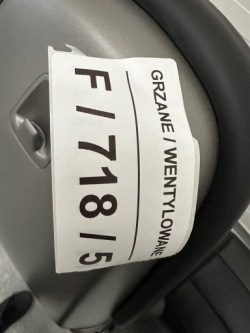 GRZANE / WENTYLOWANE
F / 718 / 5